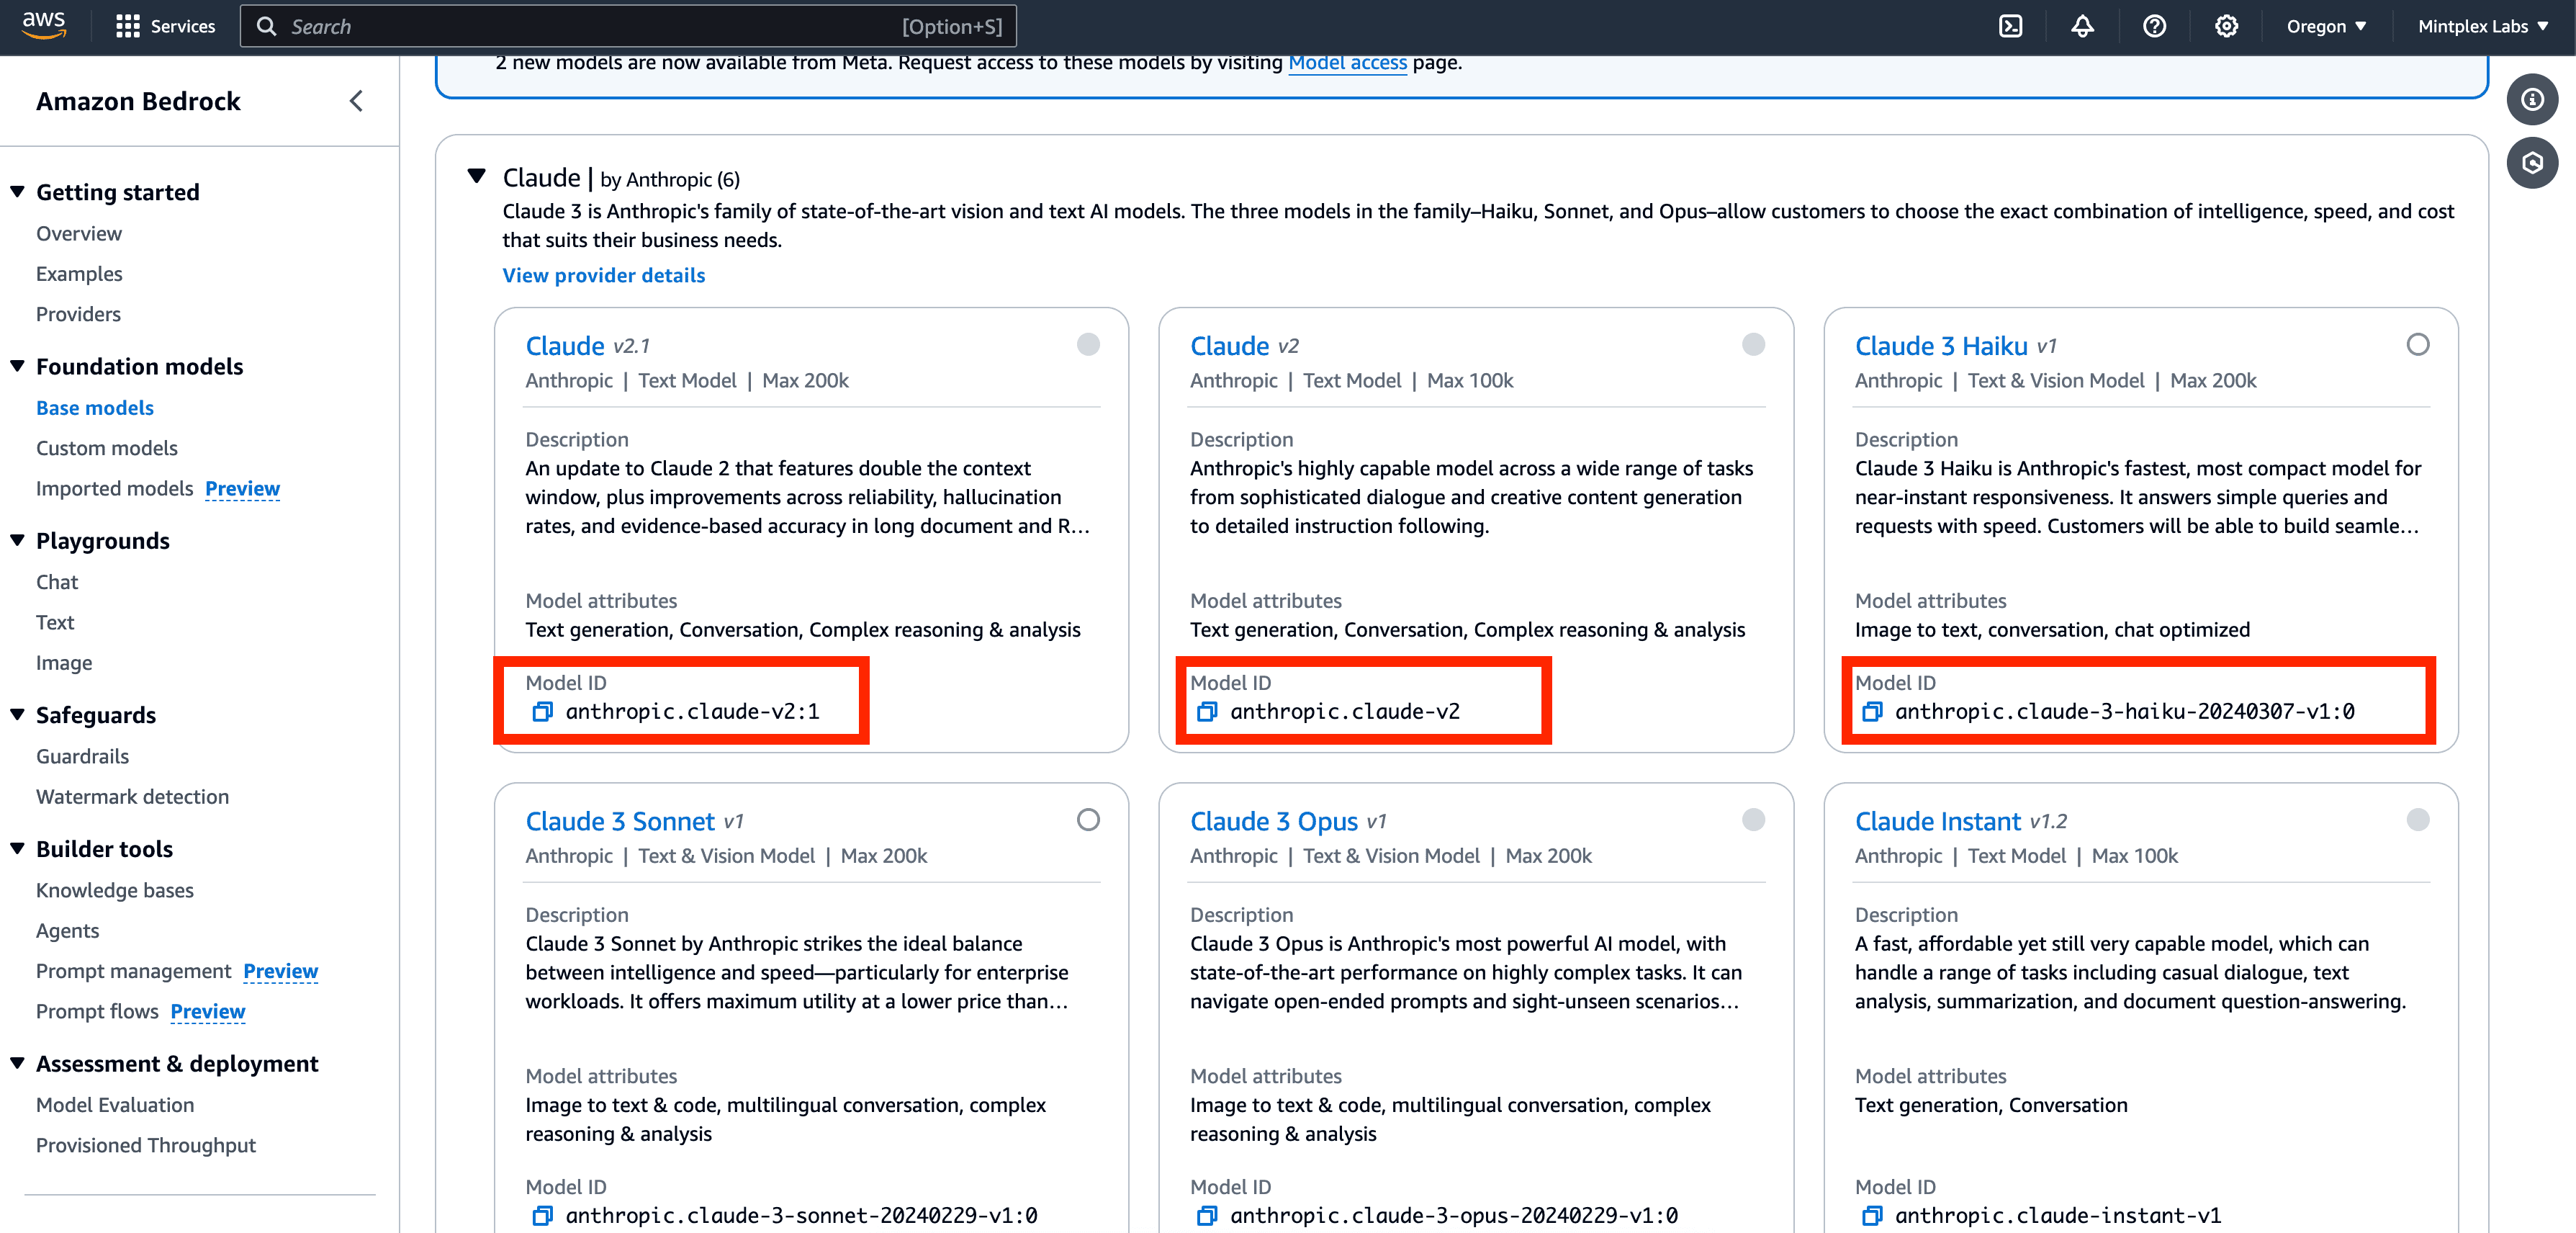 aws
Services
Search [Option+S]
Oregon ▼
Mintplex Labs ▼
Amazon Bedrock
Getting started
Overview
Examples
Providers
Foundation models
Base models
Custom models
Imported models Preview
Playgrounds
Chat
Text
Image
Safeguards
Guardrails
Watermark detection
Builder tools
Knowledge bases
Agents
Prompt management Preview
Prompt flows Preview
Assessment & deployment
Model Evaluation
Provisioned Throughput
2 new models are now available from Meta. Request access to these models by visiting Model access page.
Claude | by Anthropic (6)
Claude 3 is Anthropic's family of state-of-the-art vision and text AI models. The three models in the family–Haiku, Sonnet, and Opus–allow customers to choose the exact combination of intelligence, speed, and cost
that suits their business needs.
View provider details
Claude v2.1
Anthropic | Text Model | Max 200k
Description
An update to Claude 2 that features double the context
window, plus improvements across reliability, hallucination
rates, and evidence-based accuracy in long document and R...
Model attributes
Text generation, Conversation, Complex reasoning & analysis
Model ID
anthropic.claude-v2:1
Claude v2
Anthropic | Text Model | Max 100k
Description
Anthropic's highly capable model across a wide range of tasks
from sophisticated dialogue and creative content generation
to detailed instruction following.
Model attributes
Text generation, Conversation, Complex reasoning & analysis
Model ID
anthropic.claude-v2
Claude 3 Haiku v1
Anthropic | Text & Vision Model | Max 200k
Description
Claude 3 Haiku is Anthropic's fastest, most compact model for
near-instant responsiveness. It answers simple queries and
requests with speed. Customers will be able to build seamle...
Model attributes
Image to text, conversation, chat optimized
Model ID
anthropic.claude-3-haiku-20240307-v1:0
Claude 3 Sonnet v1
Anthropic | Text & Vision Model | Max 200k
Description
Claude 3 Sonnet by Anthropic strikes the ideal balance
between intelligence and speed—particularly for enterprise
workloads. It offers maximum utility at a lower price than...
Model attributes
Image to text & code, multilingual conversation, complex
reasoning & analysis
Model ID
anthropic.claude-3-sonnet-20240229-v1:0
Claude 3 Opus v1
Anthropic | Text & Vision Model | Max 200k
Description
Claude 3 Opus is Anthropic's most powerful AI model, with
state-of-the-art performance on highly complex tasks. It can
navigate open-ended prompts and sight-unseen scenarios...
Model attributes
Image to text & code, multilingual conversation, complex
reasoning & analysis
Model ID
anthropic.claude-3-opus-20240229-v1:0
Claude Instant v1.2
Anthropic | Text Model | Max 100k
Description
A fast, affordable yet still very capable model, which can
handle a range of tasks including casual dialogue, text
analysis, summarization, and document question-answering.
Model attributes
Text generation, Conversation
Model ID
anthropic.claude-instant-v1